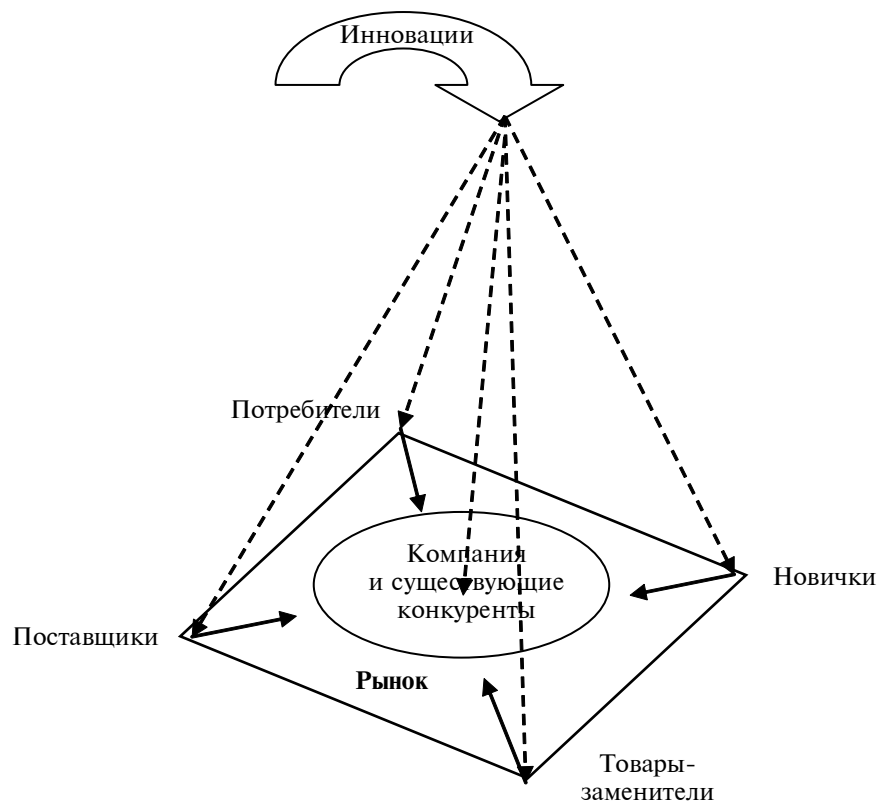 Инновации
Потребители
Компания
и существующие
конкуренты
Новички
Поставщики
Рынок
Товары-
заменители